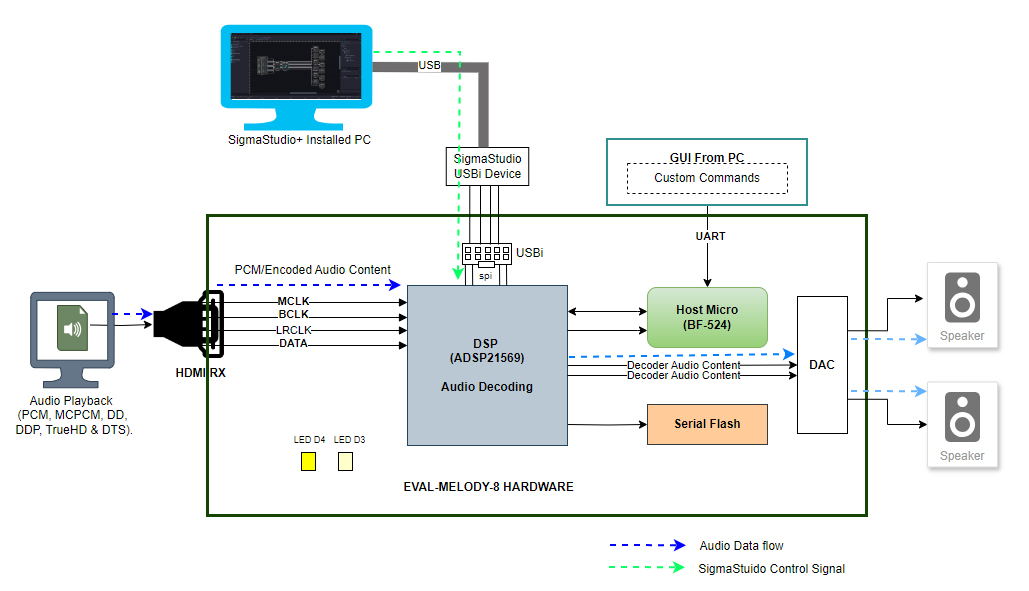 USB
SigmaStudio+ Installed PC
SigmaStudio
USBi Device
GUI From PC
Custom Commands
UART
USBi
spi
PCM/Encoded Audio Content
MCLK
BCLK
LRCLK
DATA
HDMI RX
Audio Playback
(PCM, MCPCM, DD,
DDP, TrueHD & DTS).
DSP
(ADSP21569)
Audio Decoding
Host Micro
(BF-524)
Decoder Audio Content
Decoder Audio Content
DAC
Serial Flash
Speaker
Speaker
LED D4
LED D3
EVAL-MELODY-8 HARDWARE
Audio Data flow
SigmaStuido Control Signal